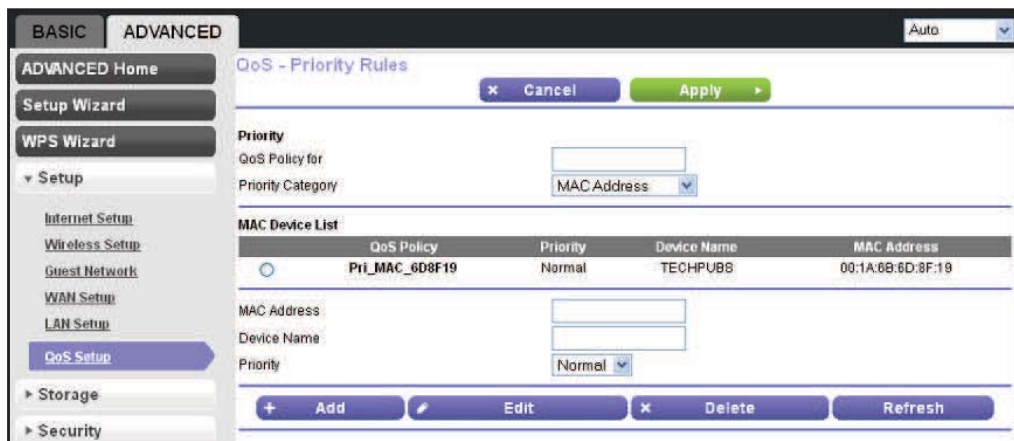 BASIC ADVANCED Auto
ADVANCED Home
Setup Wizard
WPS Wizard
Setup
Internet Setup
Wireless Setup
Guest Network
WAN Setup
LAN Setup
QoS Setup
Storage
Security
QoS - Priority Rules
Cancel Apply
Priority
QoS Policy for
Priority Category MAC Address
MAC Device List
QoS Policy Priority Device Name MAC Address
Pri_MAC_6D8F19 Normal TECHPUBS 00:1A:6B:6D:8F:19
MAC Address
Device Name
Priority Normal
Add Edit Delete Refresh